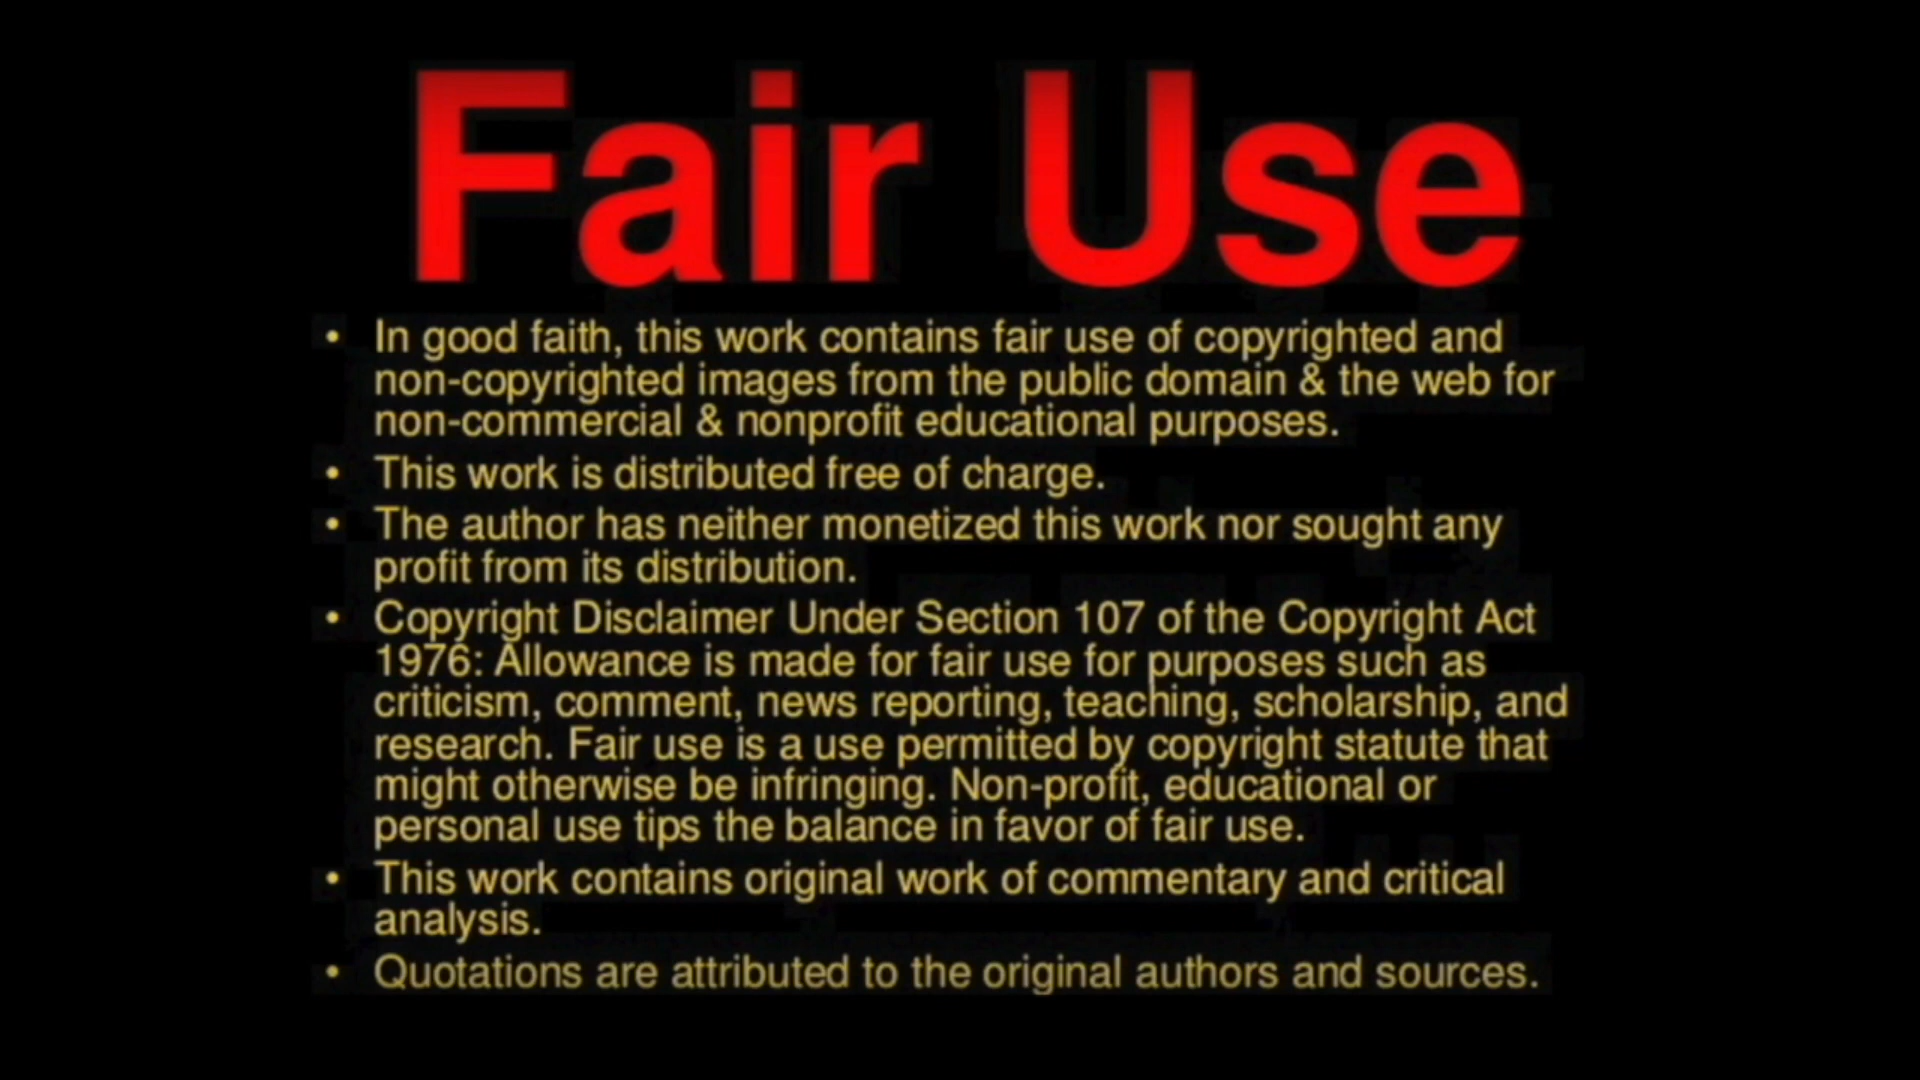 Fair Use
• In good faith, this work contains fair use of copyrighted and
non-copyrighted images from the public domain & the web for
non-commercial & nonprofit educational purposes.
• This work is distributed free of charge.
• The author has neither monetized this work nor sought any
profit from its distribution.
• Copyright Disclaimer Under Section 107 of the Copyright Act
1976: Allowance is made for fair use for purposes such as
criticism, comment, news reporting, teaching, scholarship, and
research. Fair use is a use permitted by copyright statute that
might otherwise be infringing. Non-profit, educational or
personal use tips the balance in favor of fair use.
• This work contains original work of commentary and critical
analysis.
• Quotations are attributed to the original authors and sources.